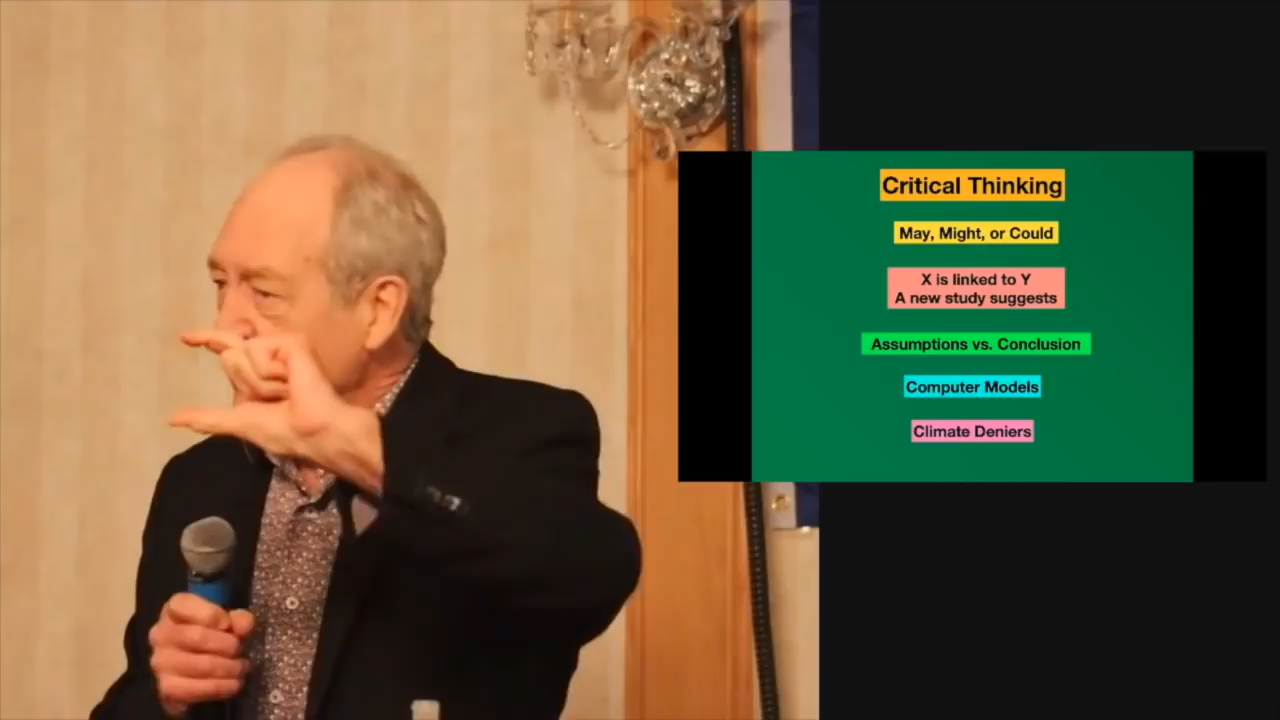 Critical Thinking
May, Might, or Could
X is linked to Y
A new study suggests
Assumptions vs. Conclusion
Computer Models
Climate Deniers